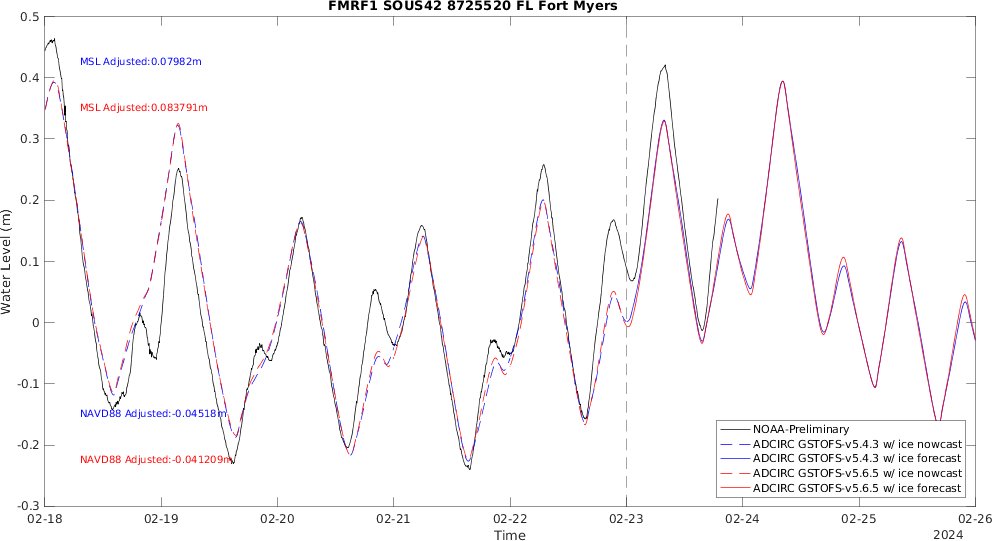 FMRF1 SOUS42 8725520 FL Fort Myers
0.5
0.4
0.3
0.2
0.1
0
-0.1
-0.2
-0.3
Water Level (m)
MSL Adjusted:0.07982m
MSL Adjusted:0.083791m
NAVD88 Adjusted:-0.04518m
NAVD88 Adjusted:-0.041209m
NOAA-Preliminary
ADCIRC GSTOFS-v5.4.3 w/ ice nowcast
ADCIRC GSTOFS-v5.4.3 w/ ice forecast
ADCIRC GSTOFS-v5.6.5 w/ ice nowcast
ADCIRC GSTOFS-v5.6.5 w/ ice forecast
02-18 02-19 02-20 02-21 02-22 02-23 02-24 02-25 02-26
Time
2024